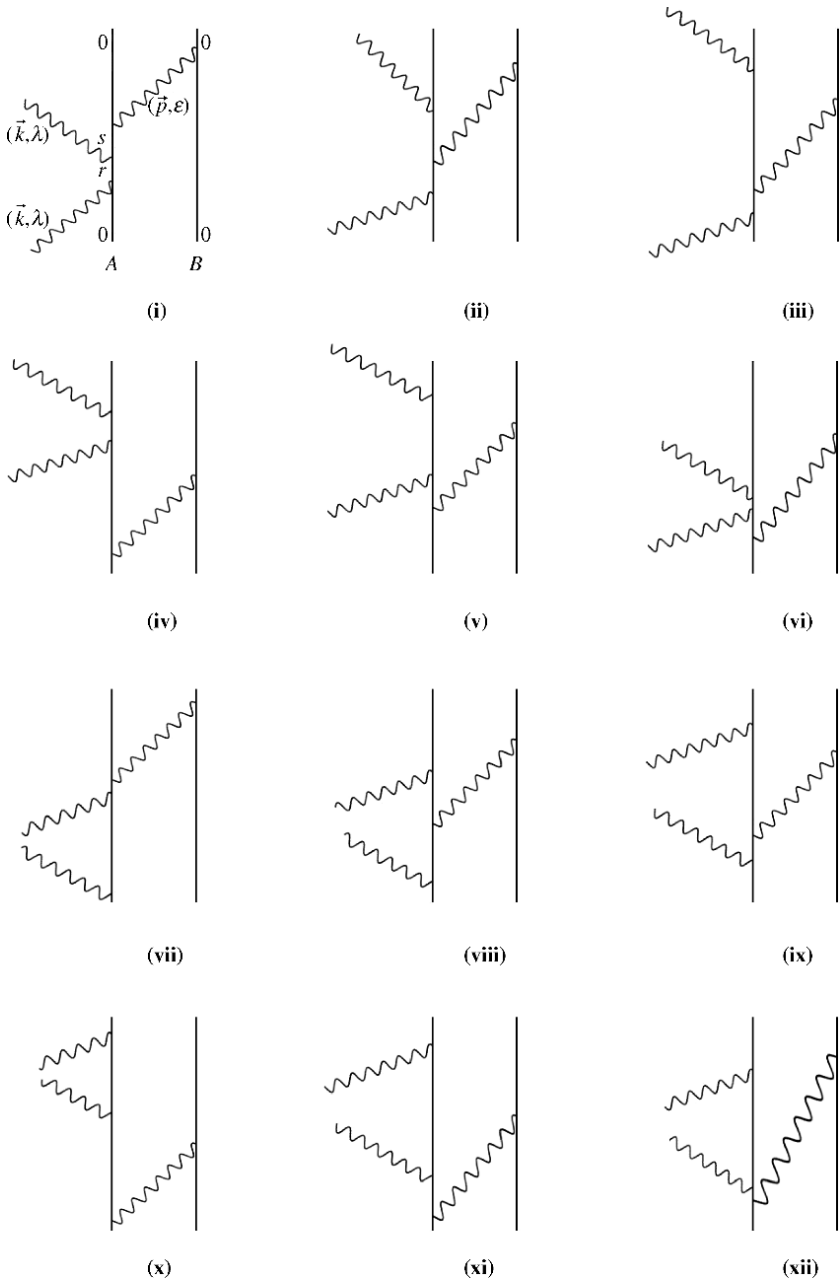 0 0
(p⃗,ε)
(k⃗,λ) s
r
(k⃗,λ)
0 0
A B
(i) (ii) (iii)
(iv) (v) (vi)
(vii) (viii) (ix)
(x) (xi) (xii)